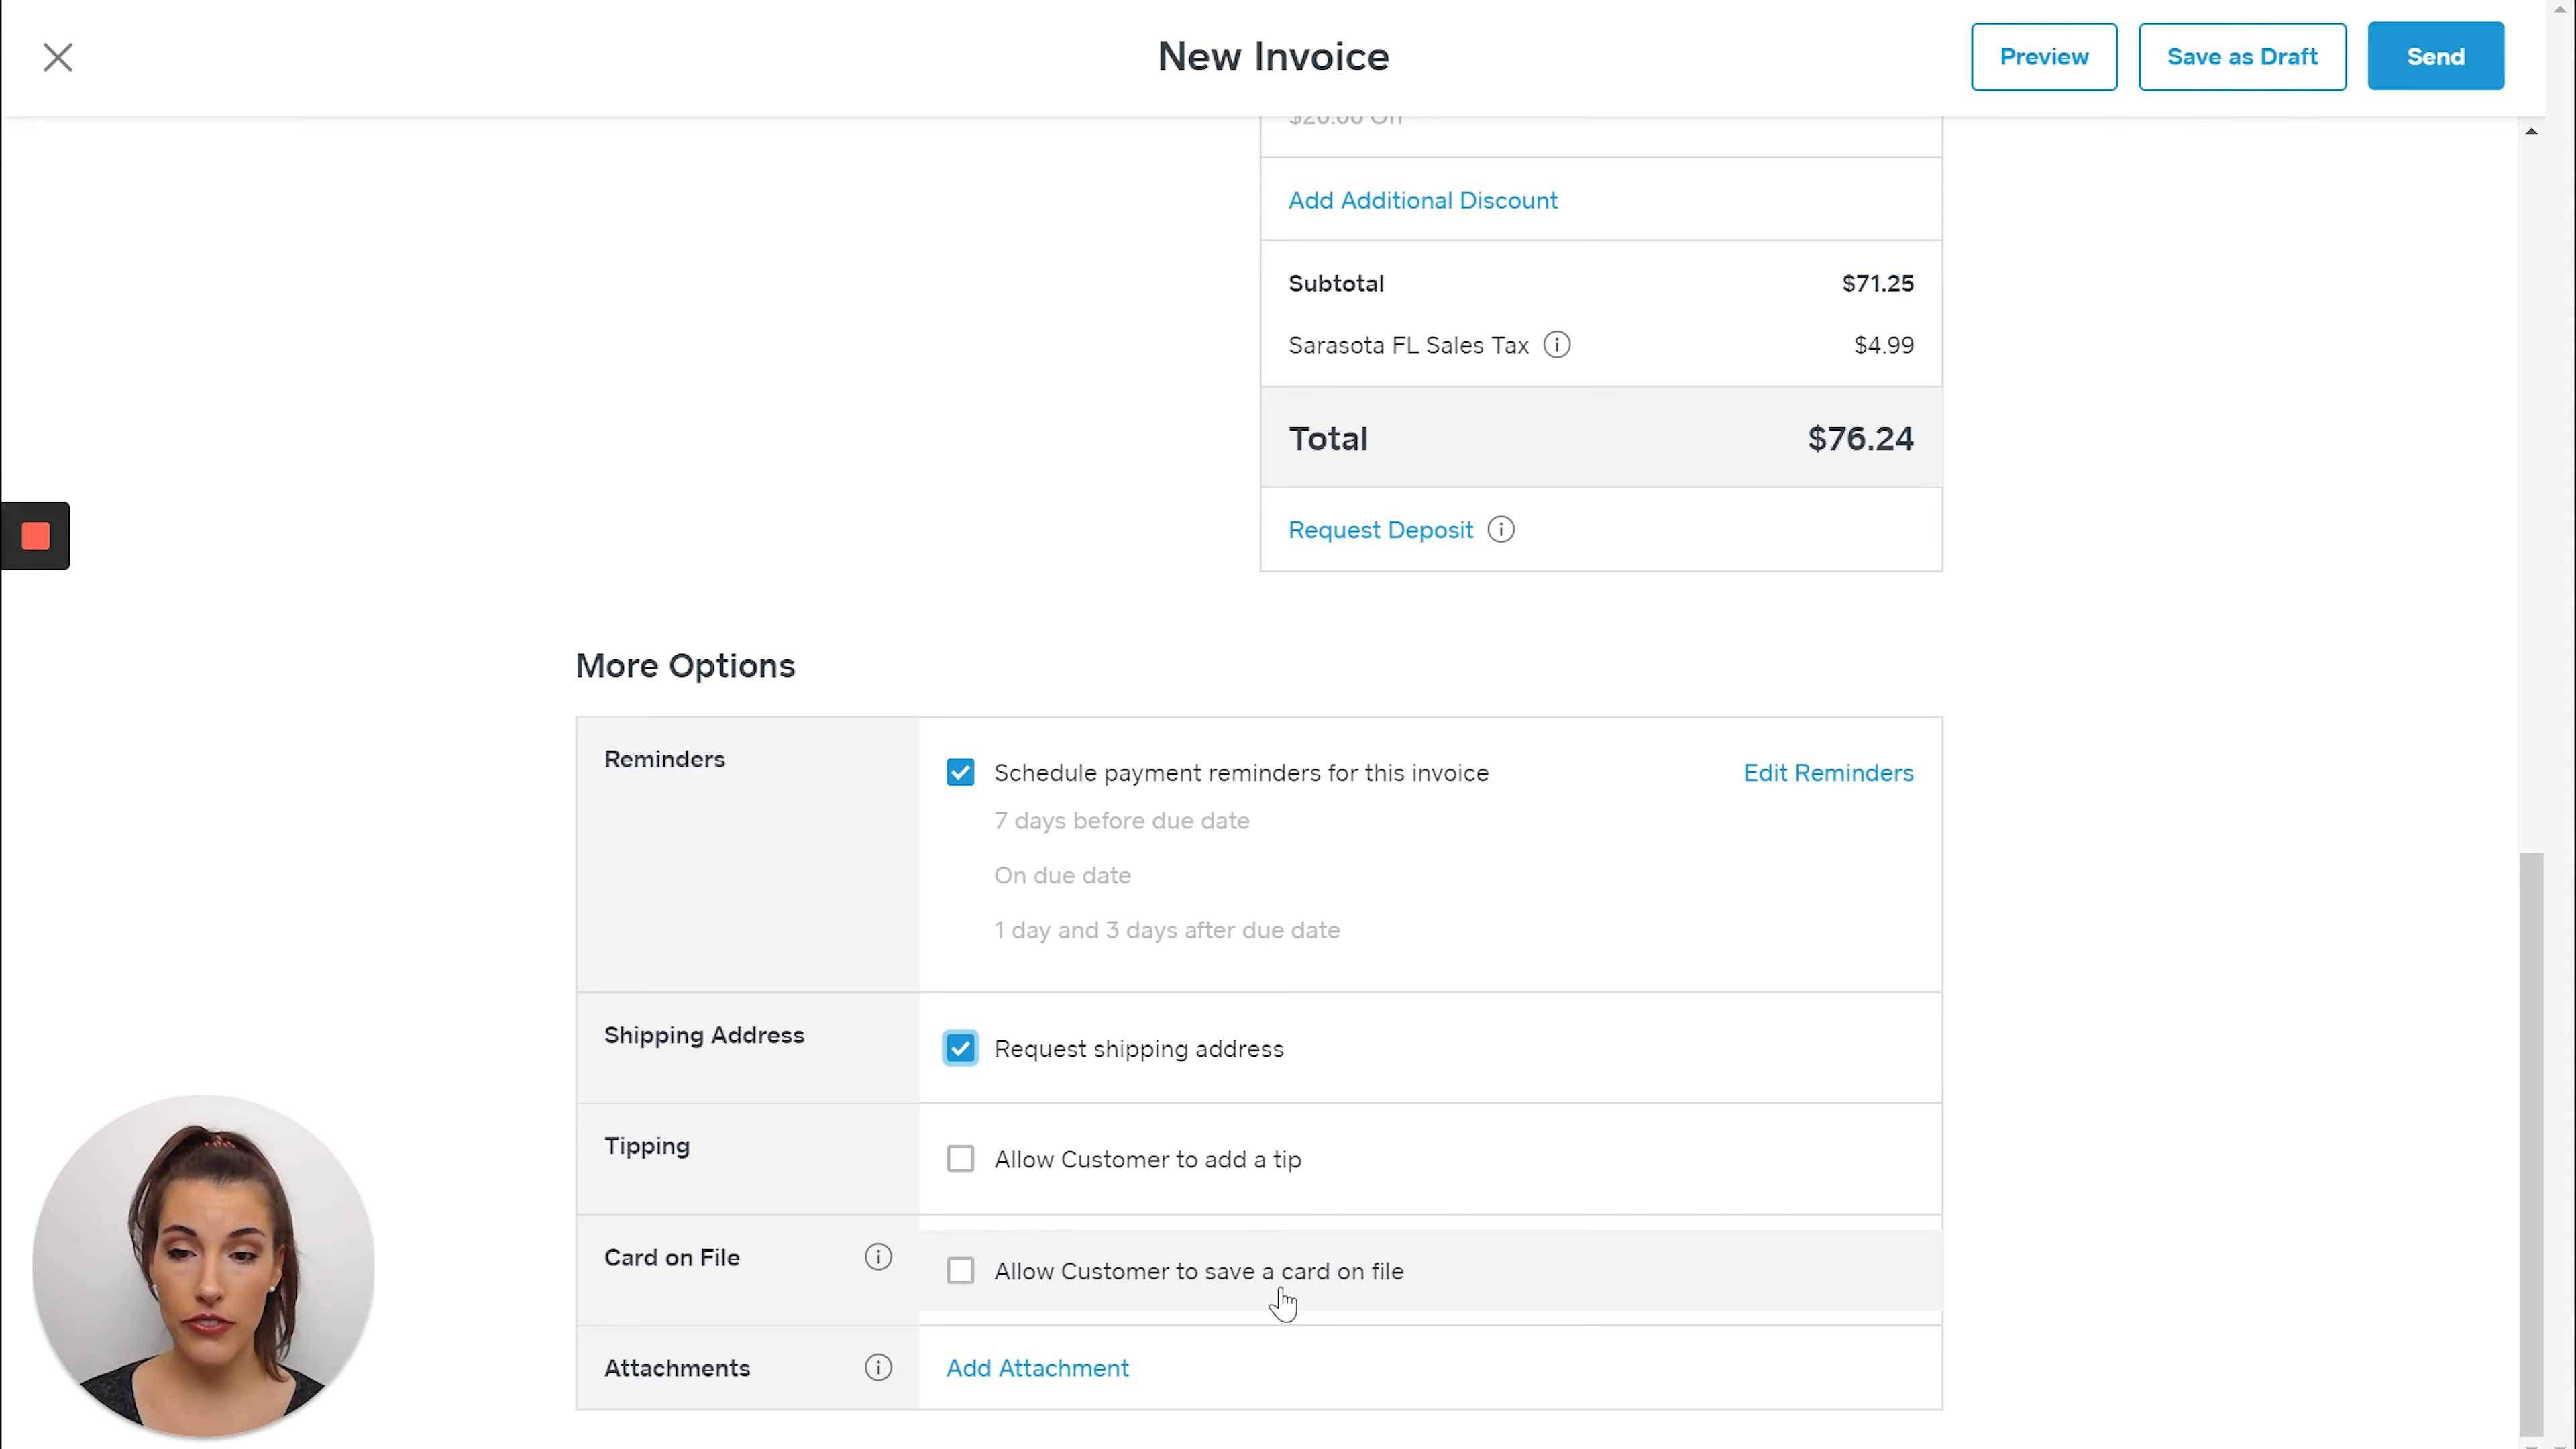 New Invoice
Preview
Save as Draft
Send
$20.00 Off
Add Additional Discount
Subtotal $71.25
Sarasota FL Sales Tax $4.99
Total $76.24
Request Deposit
More Options
Reminders
Schedule payment reminders for this invoice
Edit Reminders
7 days before due date
On due date
1 day and 3 days after due date
Shipping Address
Request shipping address
Tipping
Allow Customer to add a tip
Card on File
Allow Customer to save a card on file
Attachments
Add Attachment